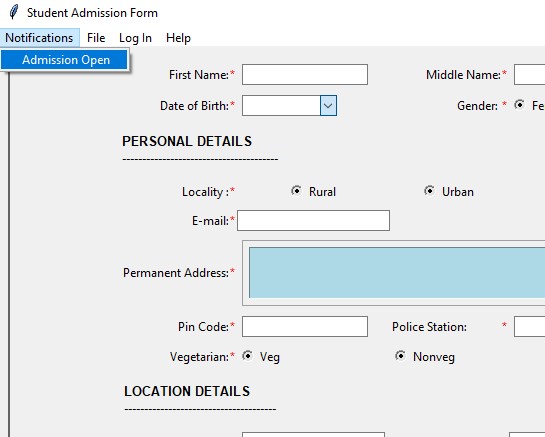 Student Admission Form
Notifications File Log In Help
Admission Open
First Name:* Middle Name:*
Date of Birth:* Gender: * Fe
PERSONAL DETAILS
---------------------------------------
Locality :* Rural Urban
E-mail:*
Permanent Address:*
Pin Code:* Police Station: *
Vegetarian:* Veg Nonveg
LOCATION DETAILS
--------------------------------------